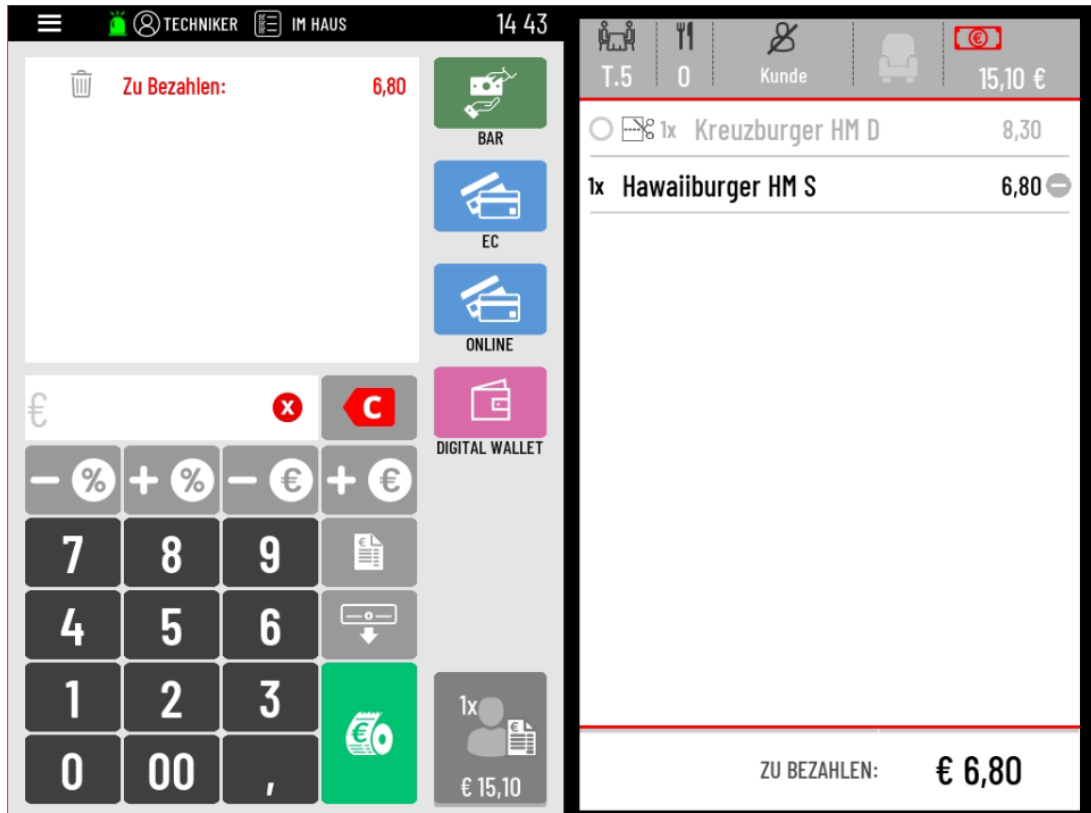 TECHNIKER IM HAUS 14 43
Zu Bezahlen: 6,80
BAR
EC
ONLINE
DIGITAL WALLET
€ X C
- % + % - € + €
7 8 9
4 5 6
1 2 3
0 00 ,
1x
€ 15,10
T.5 0 Kunde 15,10 €
1x Kreuzburger HM D 8,30
1x Hawaiiburger HM S 6,80
ZU BEZAHLEN: € 6,80